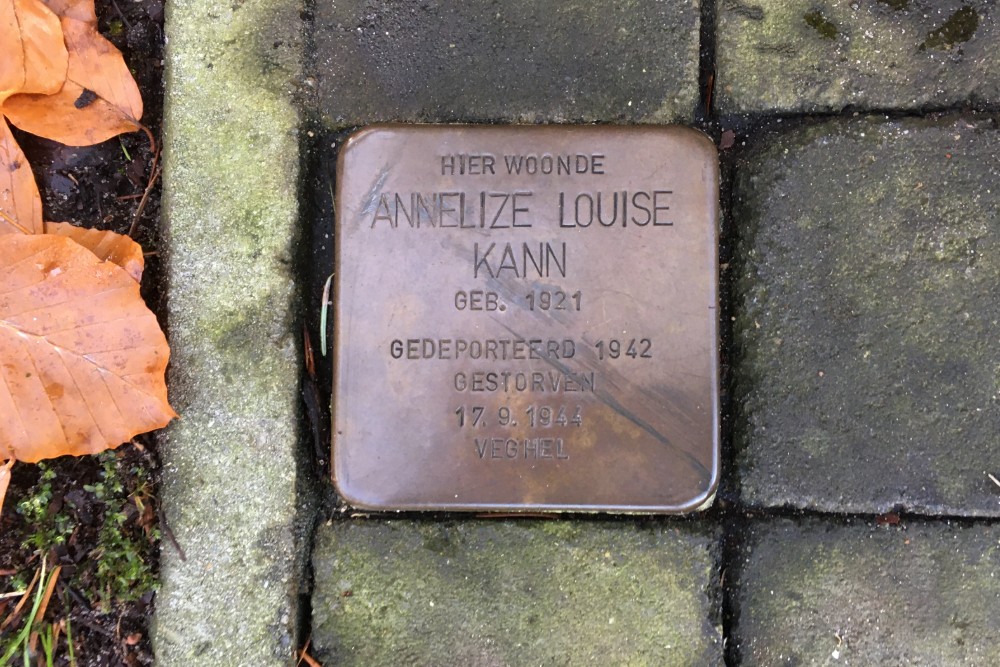 HIER WOONDE
ANNELIZE LOUISE
KANN
GEB. 1921
GEDEPORTEERD 1942
GESTORVEN
17.9.1944
VEGHEL